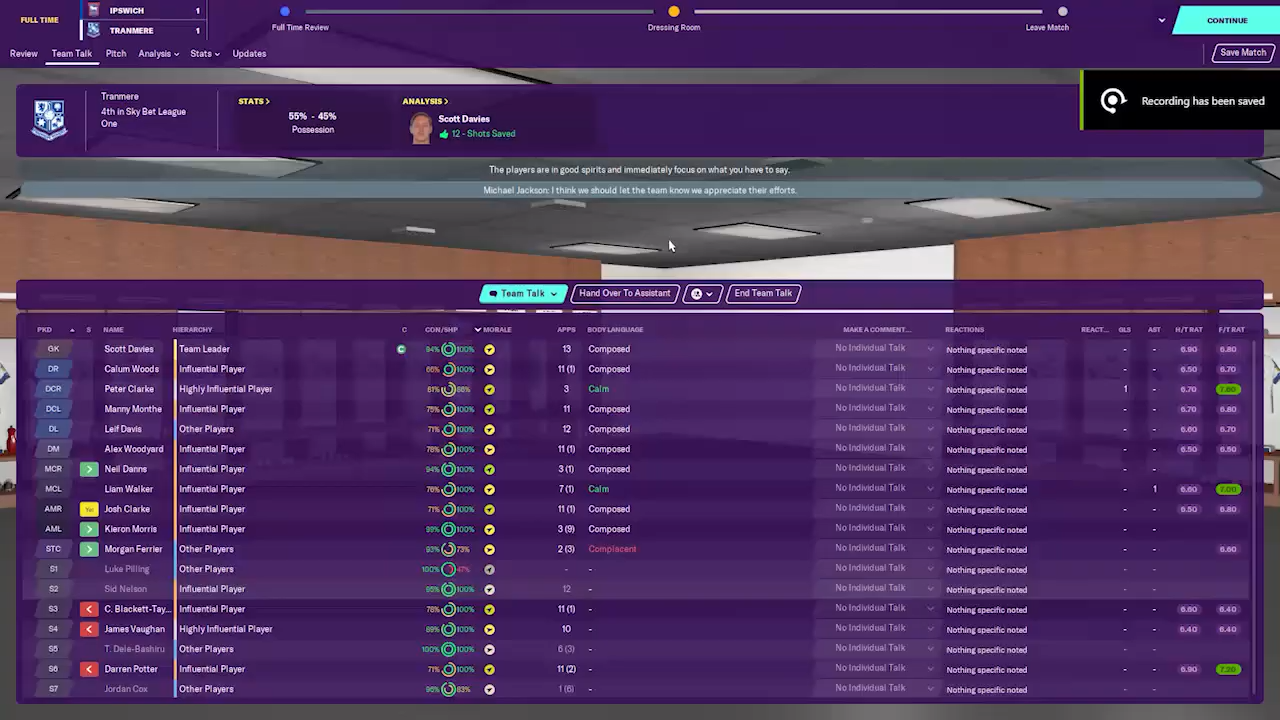 FULL TIME
IPSWICH 1
TRANMERE 1
Full Time Review
Dressing Room
Leave Match
CONTINUE
Review Team Talk Pitch Analysis Stats Updates
Save Match
Tranmere
4th in Sky Bet League
One
STATS >
55% - 45%
Possession
ANALYSIS >
Scott Davies
12 - Shots Saved
Recording has been saved
The players are in good spirits and immediately focus on what you have to say.
Michael Jackson: I think we should let the team know we appreciate their efforts.
Team Talk Hand Over To Assistant End Team Talk
PKD S NAME HIERARCHY C CON/SHP MORALE APPS BODY LANGUAGE MAKE A COMMENT... REACTIONS REACT... GLS AST H/T RAT F/T RAT
GK Scott Davies Team Leader C 94% 100% 13 Composed No Individual Talk Nothing specific noted - - 6.90 6.80
DR Calum Woods Influential Player 66% 100% 11 (1) Composed No Individual Talk Nothing specific noted - - 6.50 6.70
DCR Peter Clarke Highly Influential Player 3 Calm No Individual Talk Nothing specific noted 1 - 6.70
DCL Manny Monthe Influential Player 75% 100% 11 Composed No Individual Talk Nothing specific noted - - 6.70 6.80
DL Leif Davis Other Players 71% 100% 12 Composed No Individual Talk Nothing specific noted - - 6.60 6.70
DM Alex Woodyard Influential Player 78% 100% 11 (1) Composed No Individual Talk Nothing specific noted - - 6.50 6.50
MCR > Neil Danns Influential Player 94% 100% 3 (1) Composed No Individual Talk Nothing specific noted - -
MCL Liam Walker Influential Player 76% 100% 7 (1) Calm No Individual Talk Nothing specific noted - 1 6.60 7.00
AMR Yel Josh Clarke Influential Player 71% 100% 11 (1) Composed No Individual Talk Nothing specific noted - - 6.50 6.80
AML > Kieron Morris Influential Player 99% 100% 3 (9) Composed No Individual Talk Nothing specific noted - -
STC > Morgan Ferrier Other Players 93% 73% 2 (3) Complacent No Individual Talk Nothing specific noted - - 6.60
S1 Luke Pilling Other Players 100% 47% - - No Individual Talk Nothing specific noted - -
S2 Sid Nelson Influential Player 95% 100% 12 - No Individual Talk Nothing specific noted - -
S3 < C. Blackett-Tay... Influential Player 78% 100% 11 (1) - No Individual Talk Nothing specific noted - - 6.60 6.40
S4 < James Vaughan Highly Influential Player 89% 100% 10 - No Individual Talk Nothing specific noted - - 6.40 6.40
S5 T. Dele-Bashiru Other Players 100% 100% 6 (3) - No Individual Talk Nothing specific noted - -
S6 < Darren Potter Influential Player 71% 100% 11 (2) - No Individual Talk Nothing specific noted - - 6.90 7.20
S7 Jordan Cox Other Players 96% 83% 1 (6) - No Individual Talk Nothing specific noted - -